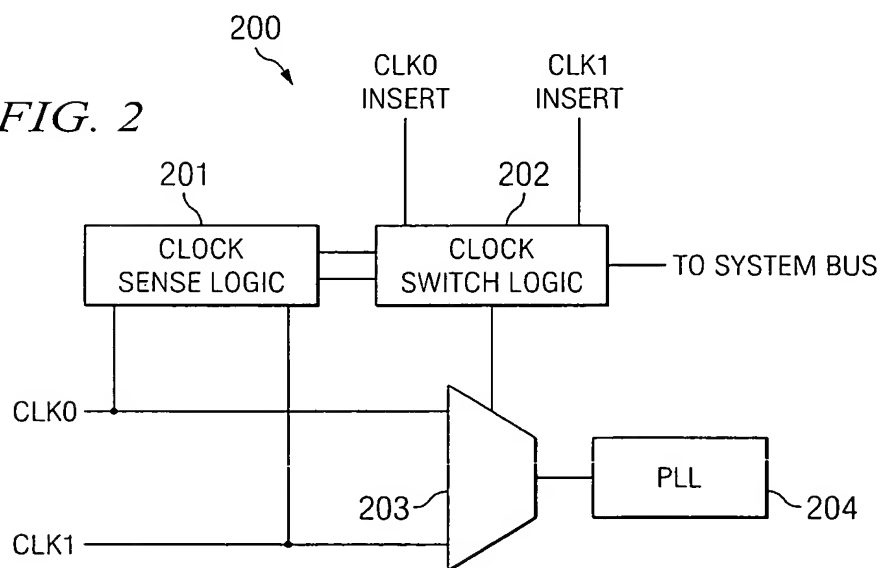 200
FIG. 2
CLK0
INSERT
CLK1
INSERT
201
202
CLOCK
SENSE LOGIC
CLOCK
SWITCH LOGIC
TO SYSTEM BUS
CLK0
203
PLL
204
CLK1